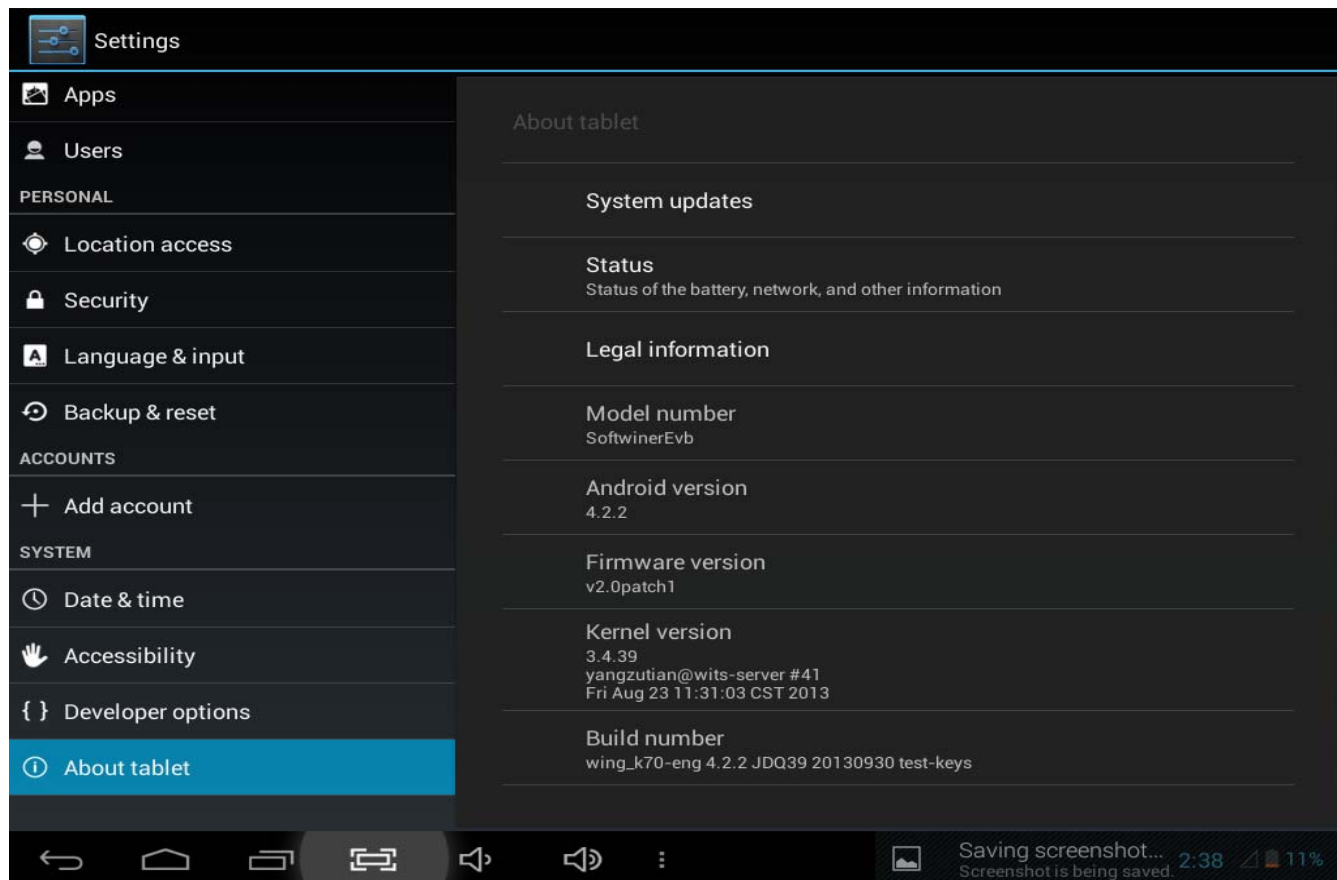 Settings
Apps
Users
PERSONAL
Location access
Security
Language & input
Backup & reset
ACCOUNTS
Add account
SYSTEM
Date & time
Accessibility
{ } Developer options
About tablet
About tablet
System updates
Status
Status of the battery, network, and other information
Legal information
Model number
SoftwinerEvb
Android version
4.2.2
Firmware version
v2.0patch1
Kernel version
3.4.39
yangzutian@wits-server #41
Fri Aug 23 11:31:03 CST 2013
Build number
wing_k70-eng 4.2.2 JDQ39 20130930 test-keys
Saving screenshot...
Screenshot is being saved.
2:38
11%